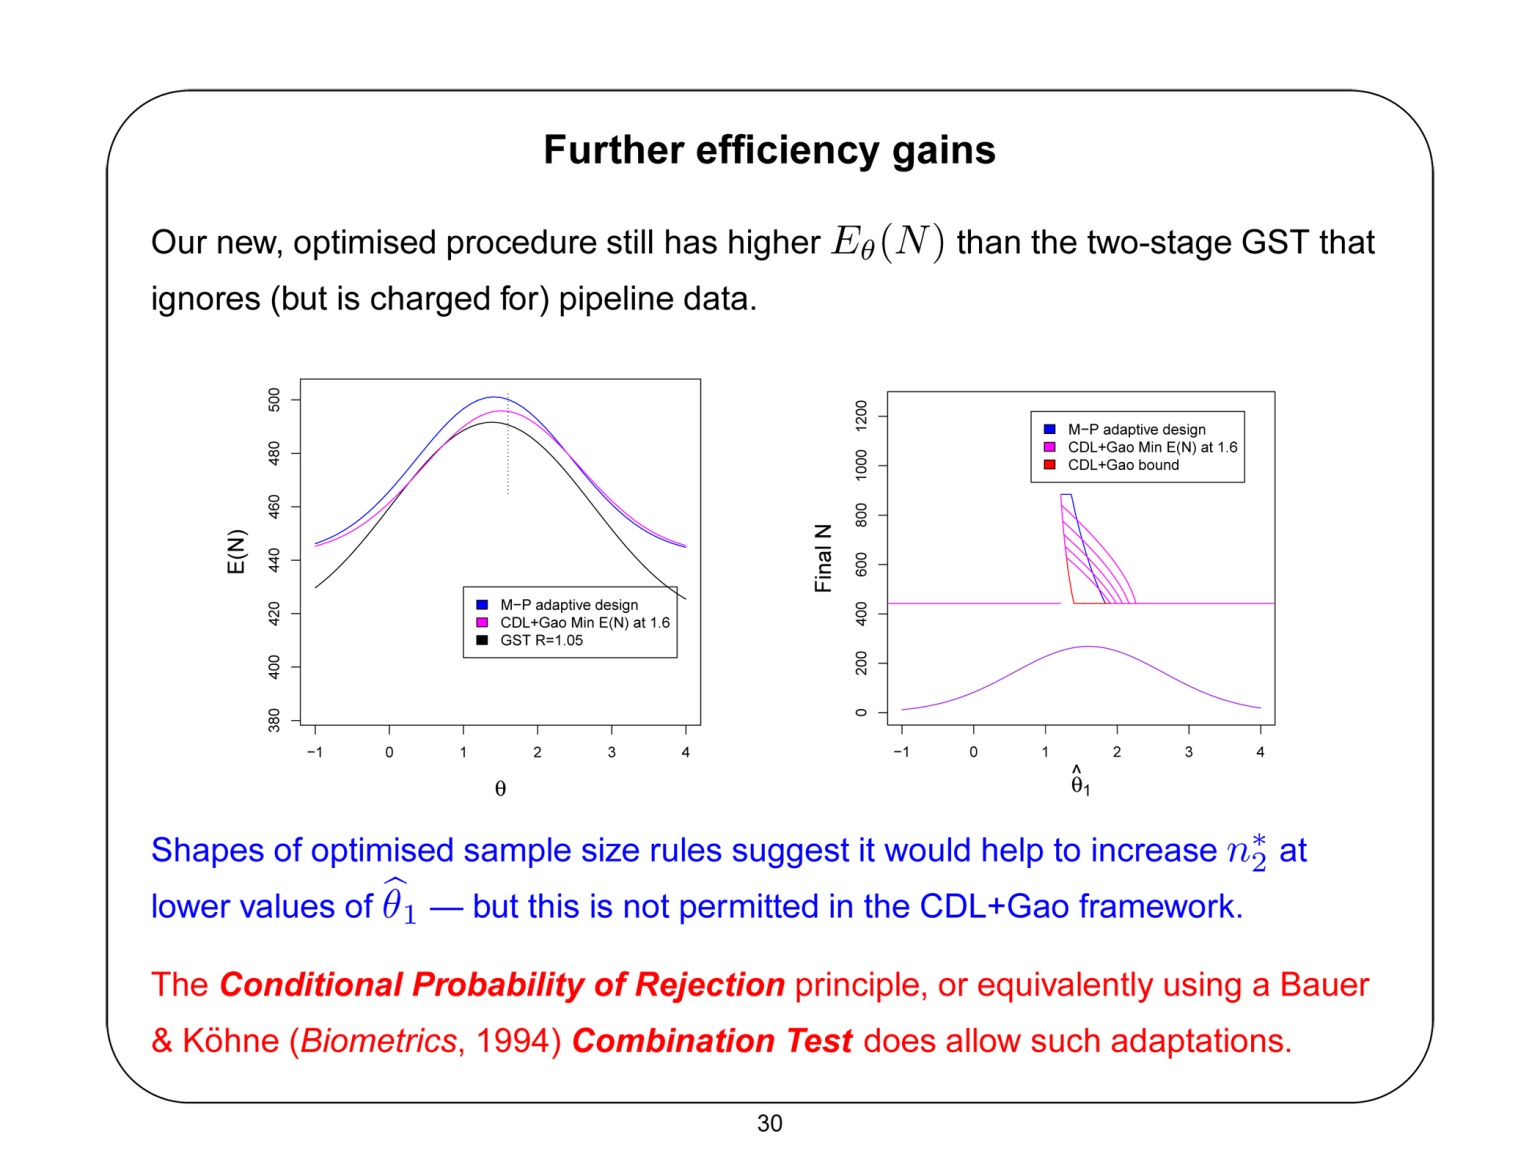 Further efficiency gains
Our new, optimised procedure still has higher E_θ(N) than the two-stage GST that
ignores (but is charged for) pipeline data.
500
480
460
440
420
400
380
E(N)
M−P adaptive design
CDL+Gao Min E(N) at 1.6
GST R=1.05
−1 0 1 2 3 4
θ
1200
1000
800
600
400
200
0
Final N
M−P adaptive design
CDL+Gao Min E(N) at 1.6
CDL+Gao bound
−1 0 1 2 3 4
θ̂₁
Shapes of optimised sample size rules suggest it would help to increase n₂* at
lower values of θ̂₁ — but this is not permitted in the CDL+Gao framework.
The Conditional Probability of Rejection principle, or equivalently using a Bauer
& Köhne (Biometrics, 1994) Combination Test does allow such adaptations.
30